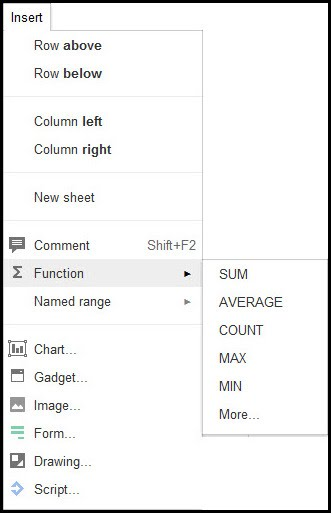 Insert
Row above
Row below
Column left
Column right
New sheet
Comment Shift+F2
Function
Named range
SUM
AVERAGE
COUNT
MAX
MIN
More...
Chart...
Gadget...
Image...
Form...
Drawing...
Script...